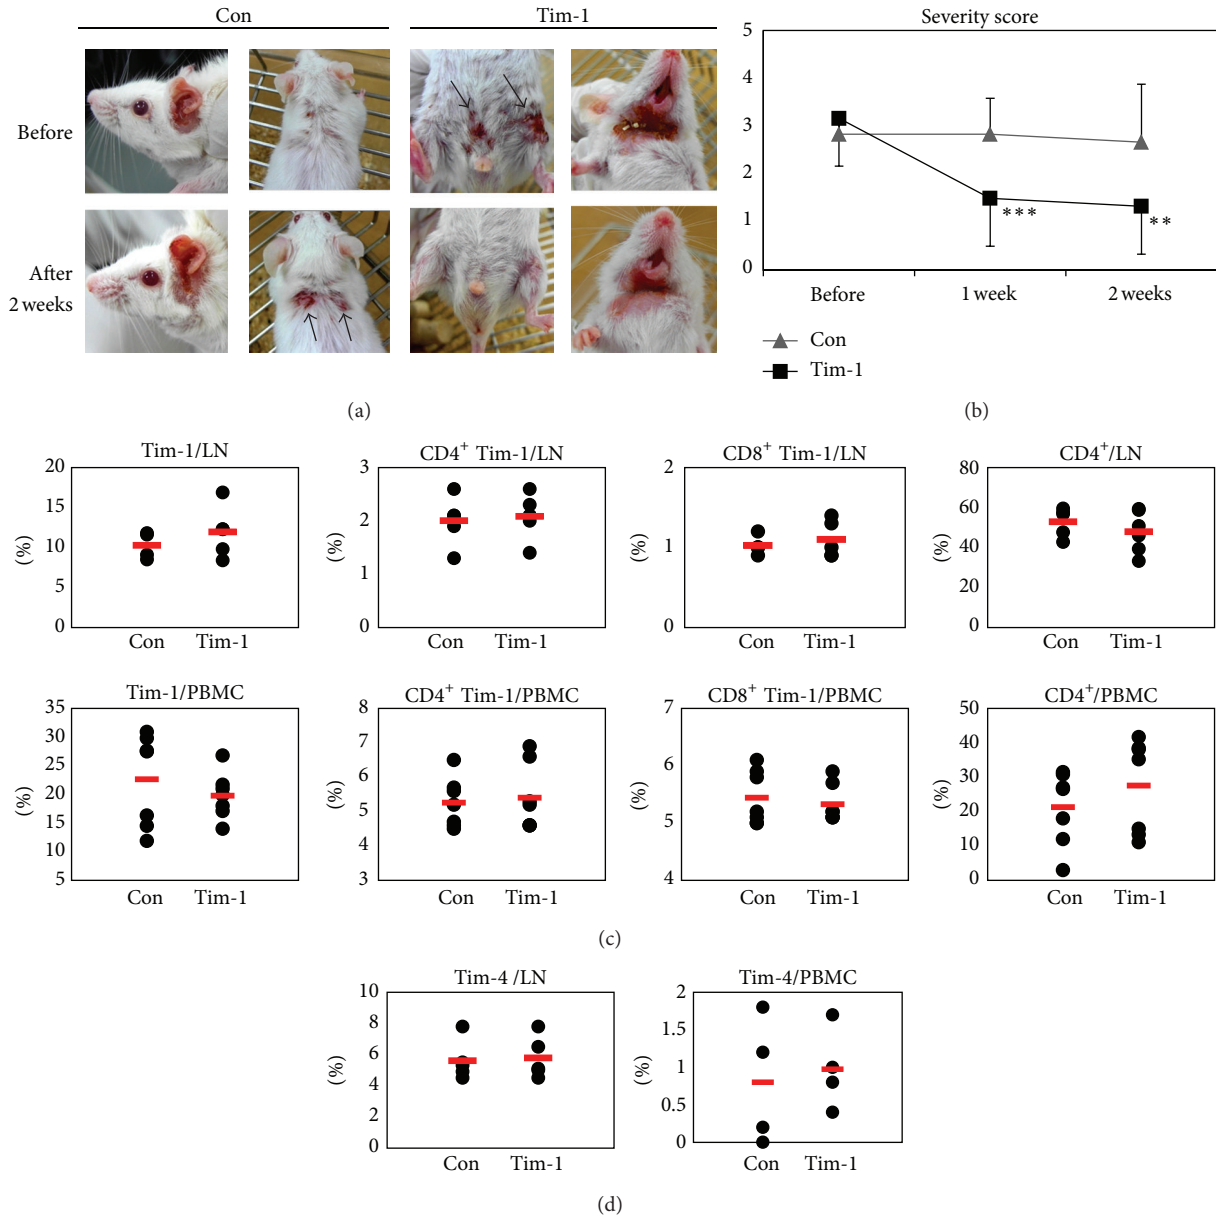 Con Tim-1
Before
After
2 weeks
(a)
Severity score
5
4
3
2
1
0
***
**
Before 1 week 2 weeks
Con
Tim-1
(b)
Tim-1/LN
20
15
10
5
0
(%)
Con Tim-1
CD4+ Tim-1/LN
3
2
1
0
(%)
Con Tim-1
CD8+ Tim-1/LN
2
1
0
(%)
Con Tim-1
CD4+/LN
80
60
40
20
0
(%)
Con Tim-1
Tim-1/PBMC
35
30
25
20
15
10
5
(%)
Con Tim-1
CD4+ Tim-1/PBMC
8
7
6
5
4
3
(%)
Con Tim-1
CD8+ Tim-1/PBMC
7
6
5
4
(%)
Con Tim-1
CD4+/PBMC
50
40
30
20
10
0
(%)
Con Tim-1
(c)
Tim-4 /LN
10
8
6
4
2
0
(%)
Con Tim-1
Tim-4/PBMC
2
1.5
1
0.5
0
(%)
Con Tim-1
(d)